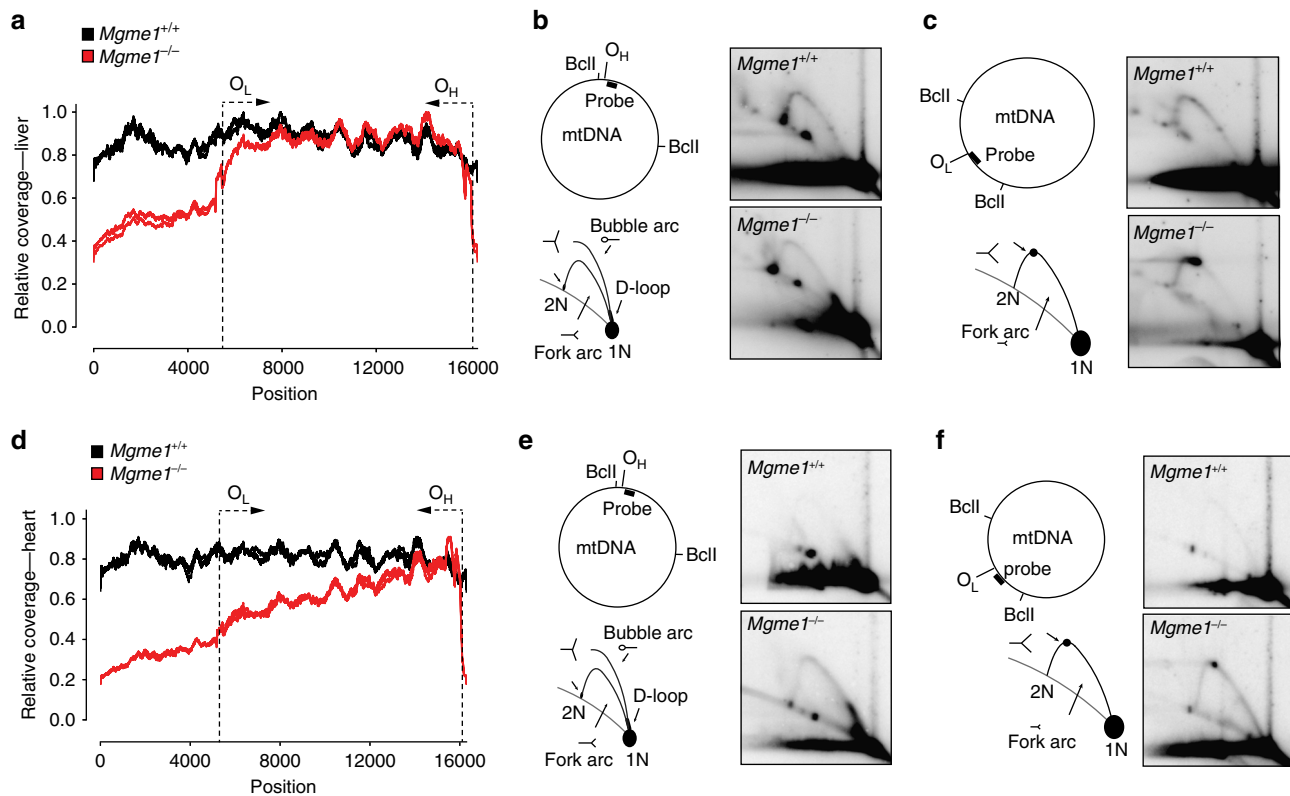 a
Mgme1+/+
Mgme1−/−
Relative coverage—liver
1.0
0.8
0.6
0.4
0.2
0.0
OL
OH
0 4000 8000 12000 16000
Position
b
BclI OH
Probe
mtDNA
BclI
Bubble arc
D-loop
2N
Fork arc 1N
Mgme1+/+
Mgme1−/−
c
BclI
mtDNA
OL Probe
BclI
2N
Fork arc
1N
Mgme1+/+
Mgme1−/−
d
Mgme1+/+
Mgme1−/−
Relative coverage—heart
1.0
0.8
0.6
0.4
0.2
0.0
OL
OH
0 4000 8000 12000 16000
Position
e
BclI OH
Probe
mtDNA
BclI
Bubble arc
D-loop
2N
Fork arc 1N
Mgme1+/+
Mgme1−/−
f
BclI
mtDNA
OL probe
BclI
2N
Fork arc
1N
Mgme1+/+
Mgme1−/−